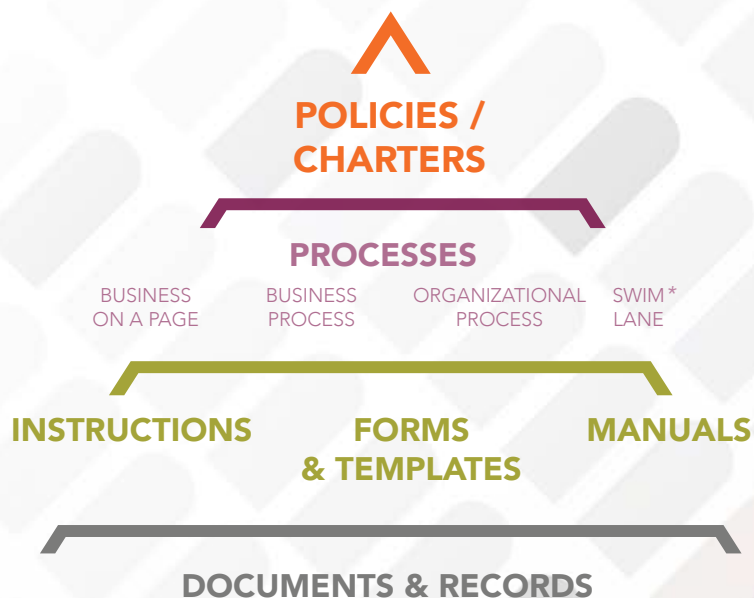 POLICIES /
CHARTERS
PROCESSES
BUSINESS
ON A PAGE
BUSINESS
PROCESS
ORGANIZATIONAL
PROCESS
SWIM*
LANE
INSTRUCTIONS
FORMS
& TEMPLATES
MANUALS
DOCUMENTS & RECORDS